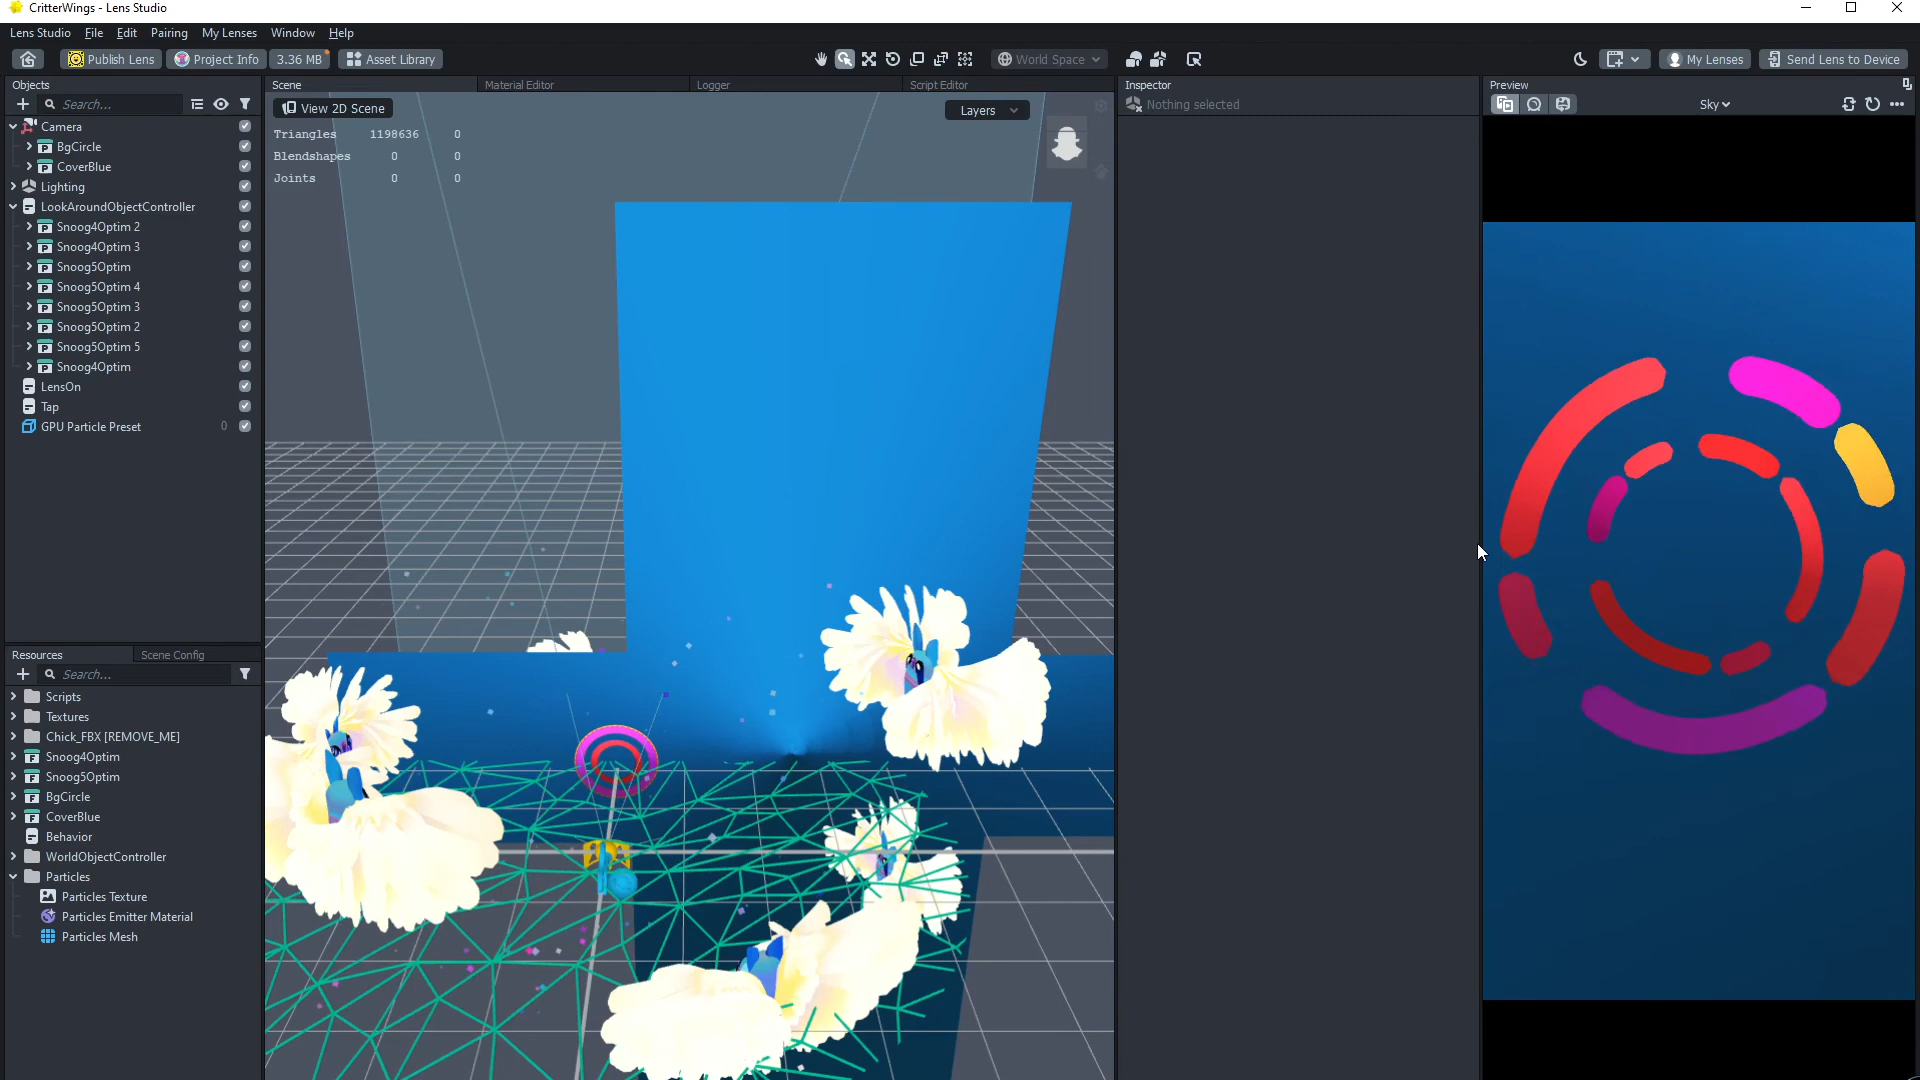 CritterWings - Lens Studio
Lens Studio File Edit Pairing My Lenses Window Help
Publish Lens Project Info 3.36 MB Asset Library World Space My Lenses Send Lens to Device
Objects
Search...
Camera
BgCircle
CoverBlue
Lighting
LookAroundObjectController
Snoog4Optim 2
Snoog4Optim 3
Snoog5Optim
Snoog5Optim 4
Snoog5Optim 3
Snoog5Optim 2
Snoog5Optim 5
Snoog4Optim
LensOn
Tap
GPU Particle Preset 0
Resources Scene Config
Search...
Scripts
Textures
Chick_FBX [REMOVE_ME]
Snoog4Optim
Snoog5Optim
BgCircle
CoverBlue
Behavior
WorldObjectController
Particles
Particles Texture
Particles Emitter Material
Particles Mesh
Scene Material Editor Logger Script Editor
View 2D Scene Layers
Triangles 1198636 0
Blendshapes 0 0
Joints 0 0
Inspector
Nothing selected
Preview
Sky